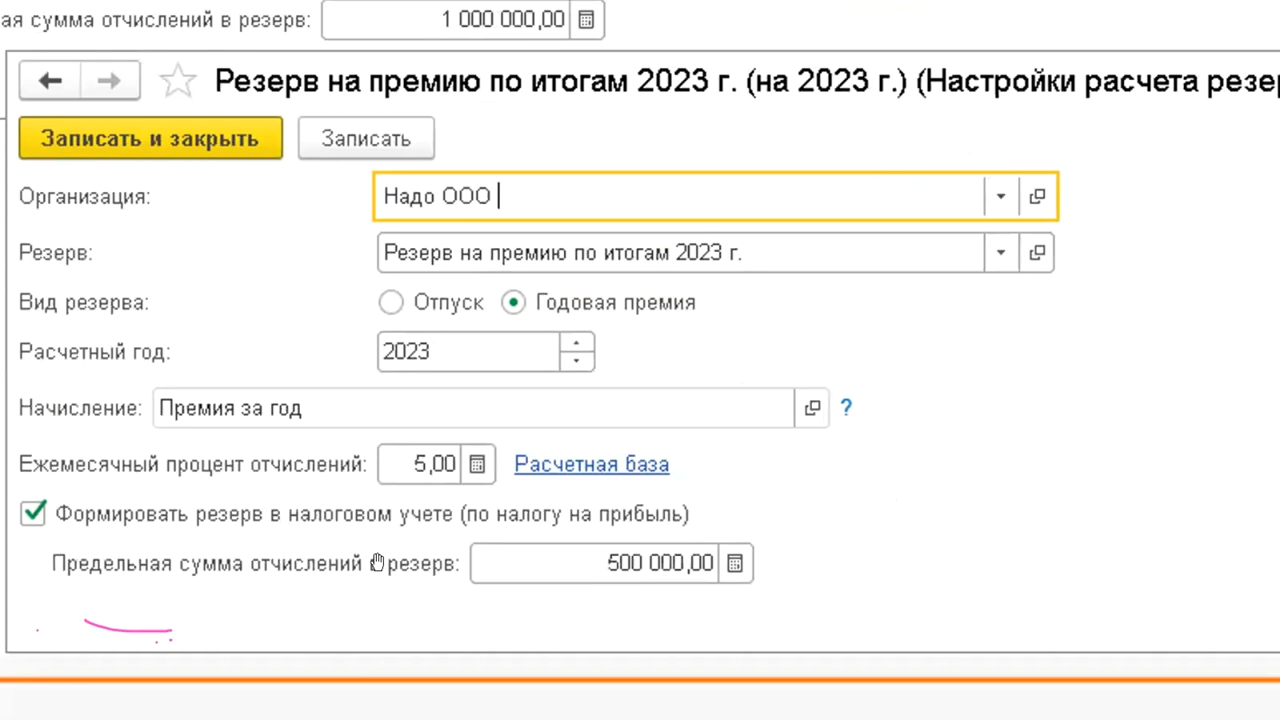 ая сумма отчислений в резерв: 1 000 000,00
Резерв на премию по итогам 2023 г. (на 2023 г.) (Настройки расчета резер
Записать и закрыть Записать
Организация: Надо ООО
Резерв: Резерв на премию по итогам 2023 г.
Вид резерва: Отпуск Годовая премия
Расчетный год: 2023
Начисление: Премия за год ?
Ежемесячный процент отчислений: 5,00 Расчетная база
Формировать резерв в налоговом учете (по налогу на прибыль)
Предельная сумма отчислений в резерв: 500 000,00